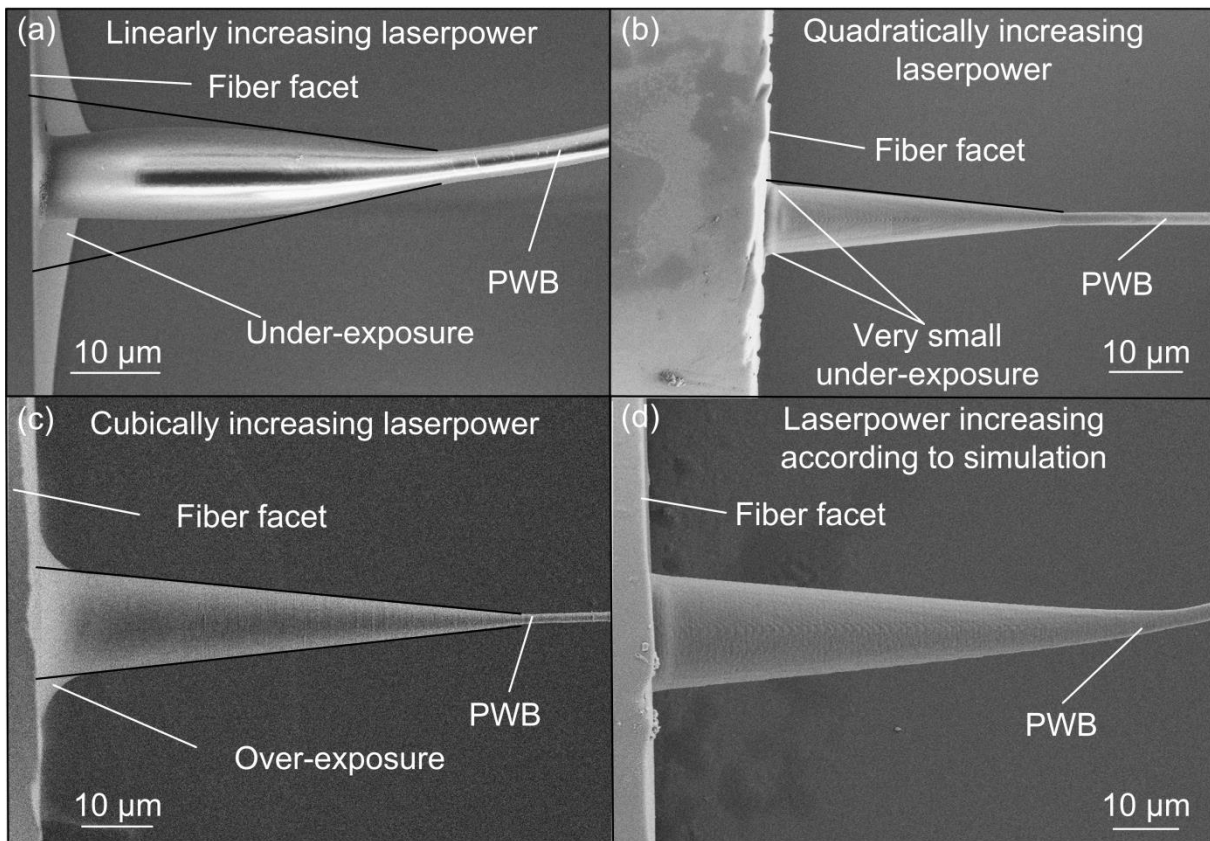 (a)
Linearly increasing laserpower
Fiber facet
PWB
Under-exposure
10 µm
(b)
Quadratically increasing
laserpower
Fiber facet
PWB
Very small
under-exposure
10 µm
(c)
Cubically increasing laserpower
Fiber facet
PWB
Over-exposure
10 µm
(d)
Laserpower increasing
according to simulation
Fiber facet
PWB
10 µm